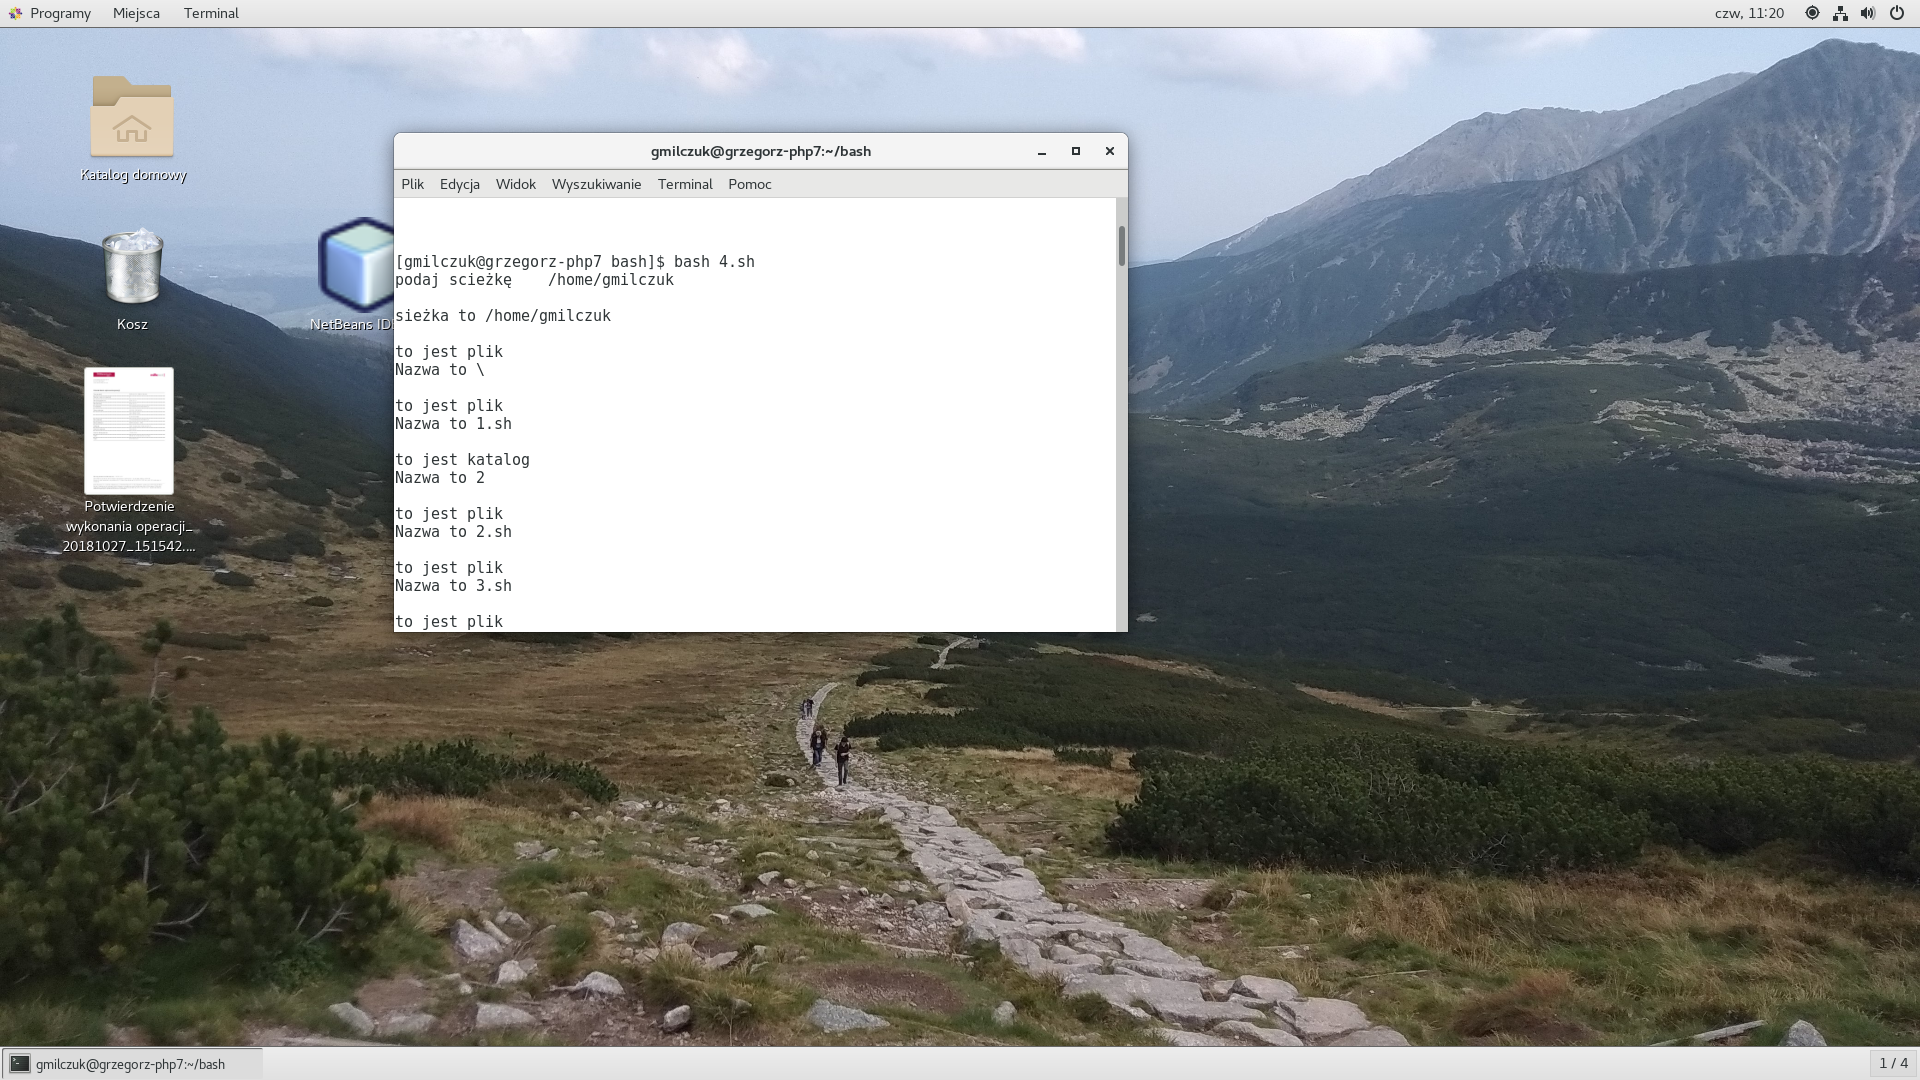 Programy Miejsca Terminal czw, 11:20
Katalog domowy
Kosz
NetBeans ID
Potwierdzenie
wykonania operacji_
20181027_151542....
gmilczuk@grzegorz-php7:~/bash
Plik Edycja Widok Wyszukiwanie Terminal Pomoc
[gmilczuk@grzegorz-php7 bash]$ bash 4.sh
podaj scieżkę    /home/gmilczuk
sieżka to /home/gmilczuk
to jest plik
Nazwa to \
to jest plik
Nazwa to 1.sh
to jest katalog
Nazwa to 2
to jest plik
Nazwa to 2.sh
to jest plik
Nazwa to 3.sh
to jest plik
gmilczuk@grzegorz-php7:~/bash
1 / 4